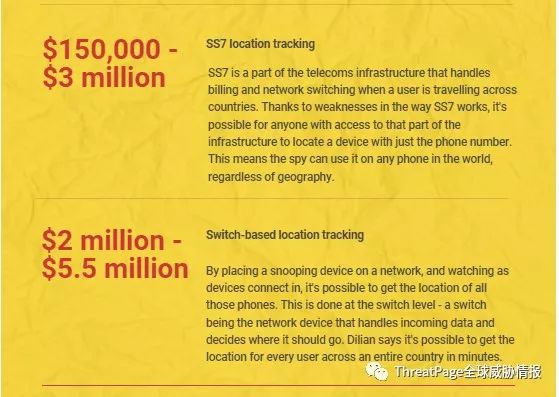 $150,000 -
$3 million
SS7 location tracking
SS7 is a part of the telecoms infrastructure that handles
billing and network switching when a user is travelling across
countries. Thanks to weaknesses in the way SS7 works, it's
possible for anyone with access to that part of the
infrastructure to locate a device with just the phone number.
This means the spy can use it on any phone in the world,
regardless of geography.
$2 million -
$5.5 million
Switch-based location tracking
By placing a snooping device on a network, and watching as
devices connect in, it's possible to get the location of all
those phones. This is done at the switch level - a switch
being the network device that handles incoming data and
decides where it should go. Dilian says it's possible to get the
location for every user across an entire country in minutes.
ThreatPage全球威胁情报